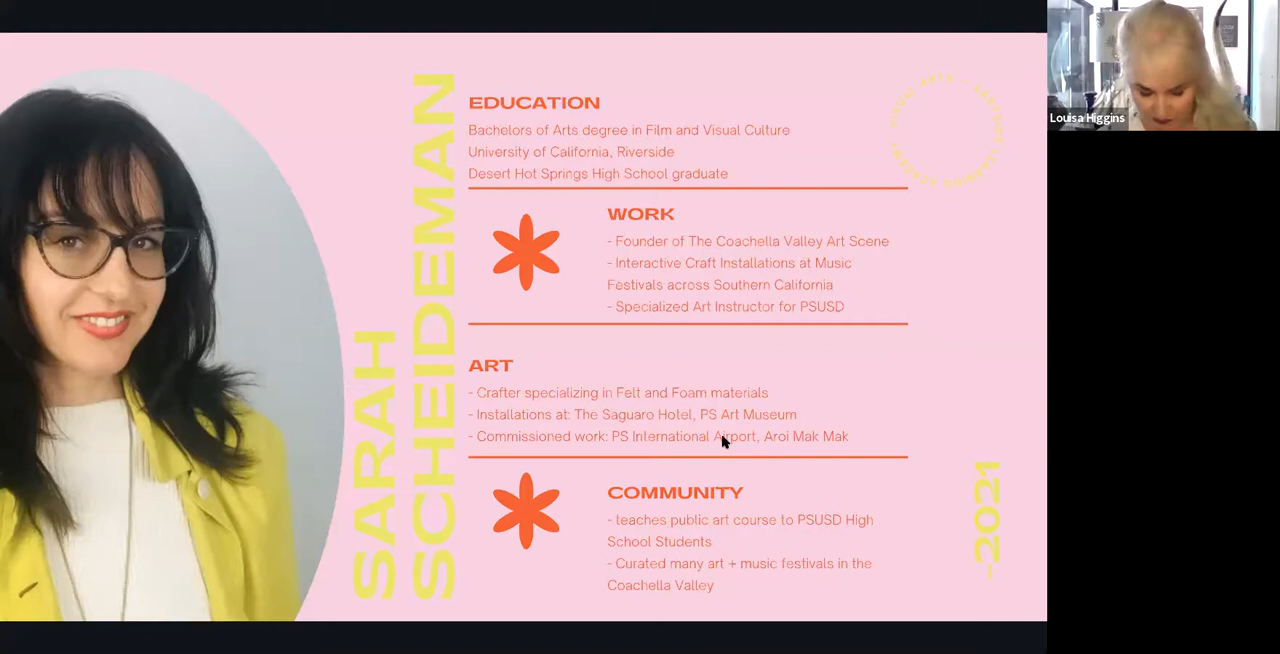 SARAH
SCHEIDEMAN
EDUCATION
Bachelors of Arts degree in Film and Visual Culture
University of California, Riverside
Desert Hot Springs High School graduate
WORK
- Founder of The Coachella Valley Art Scene
- Interactive Craft Installations at Music
Festivals across Southern California
- Specialized Art Instructor for PSUSD
ART
- Crafter specializing in Felt and Foam materials
- Installations at: The Saguaro Hotel, PS Art Museum
- Commissioned work: PS International Airport, Aroi Mak Mak
COMMUNITY
- teaches public art course to PSUSD High
School Students
- Curated many art + music festivals in the
Coachella Valley
-2021
Louisa Higgins